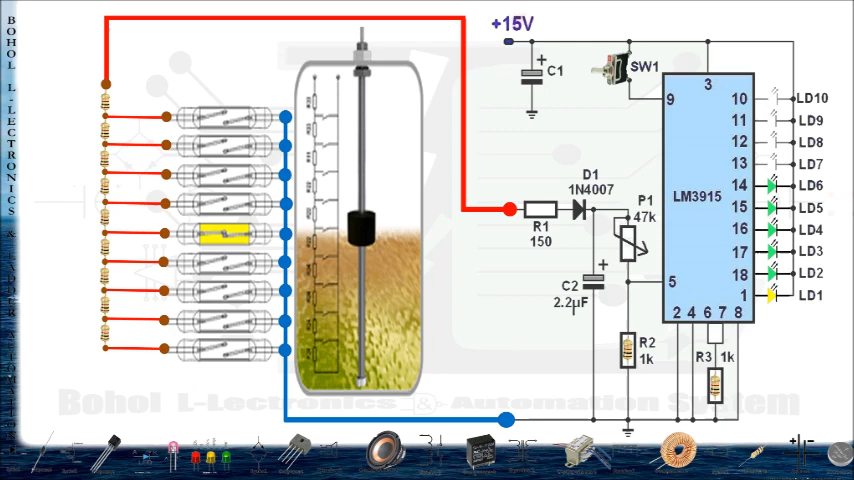 BOHOL L-LECTRONICS &
+15V
C1
SW1
3
9
10 LD10
11 LD9
12 LD8
13 LD7
14 LD6
15 LD5
16 LD4
17 LD3
18 LD2
1 LD1
LM3915
D1
1N4007
P1
47k
R1
150
5
C2
2.2µF
2 4 6 7 8
R2
1k
R3 1k
Bohol L-Lectronics & Automation System